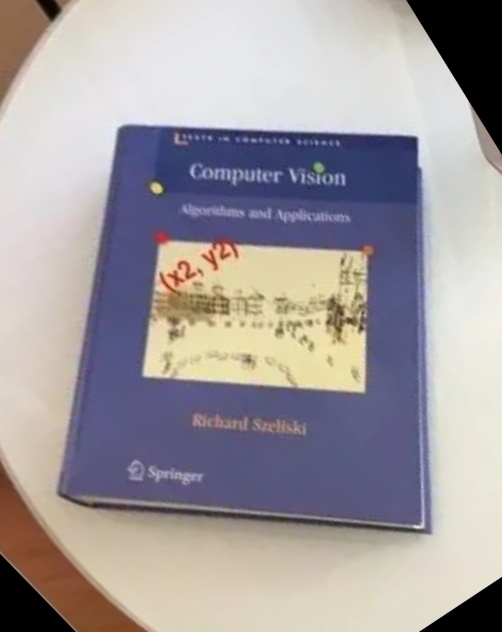 TEXTS IN COMPUTER SCIENCE
Computer Vision
Algorithms and Applications
(x2, y2)
Richard Szeliski
Springer